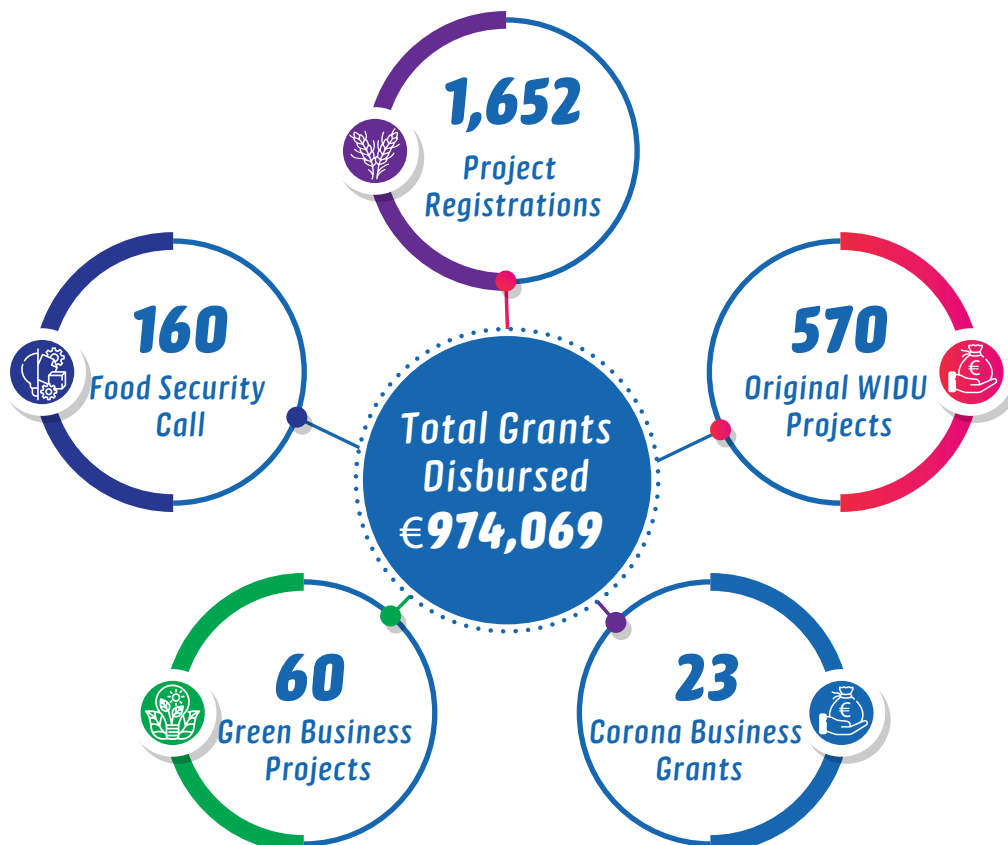 1,652
Project
Registrations
160
Food Security
Call
570
Original WIDU
Projects
Total Grants
Disbursed
€974,069
60
Green Business
Projects
23
Corona Business
Grants